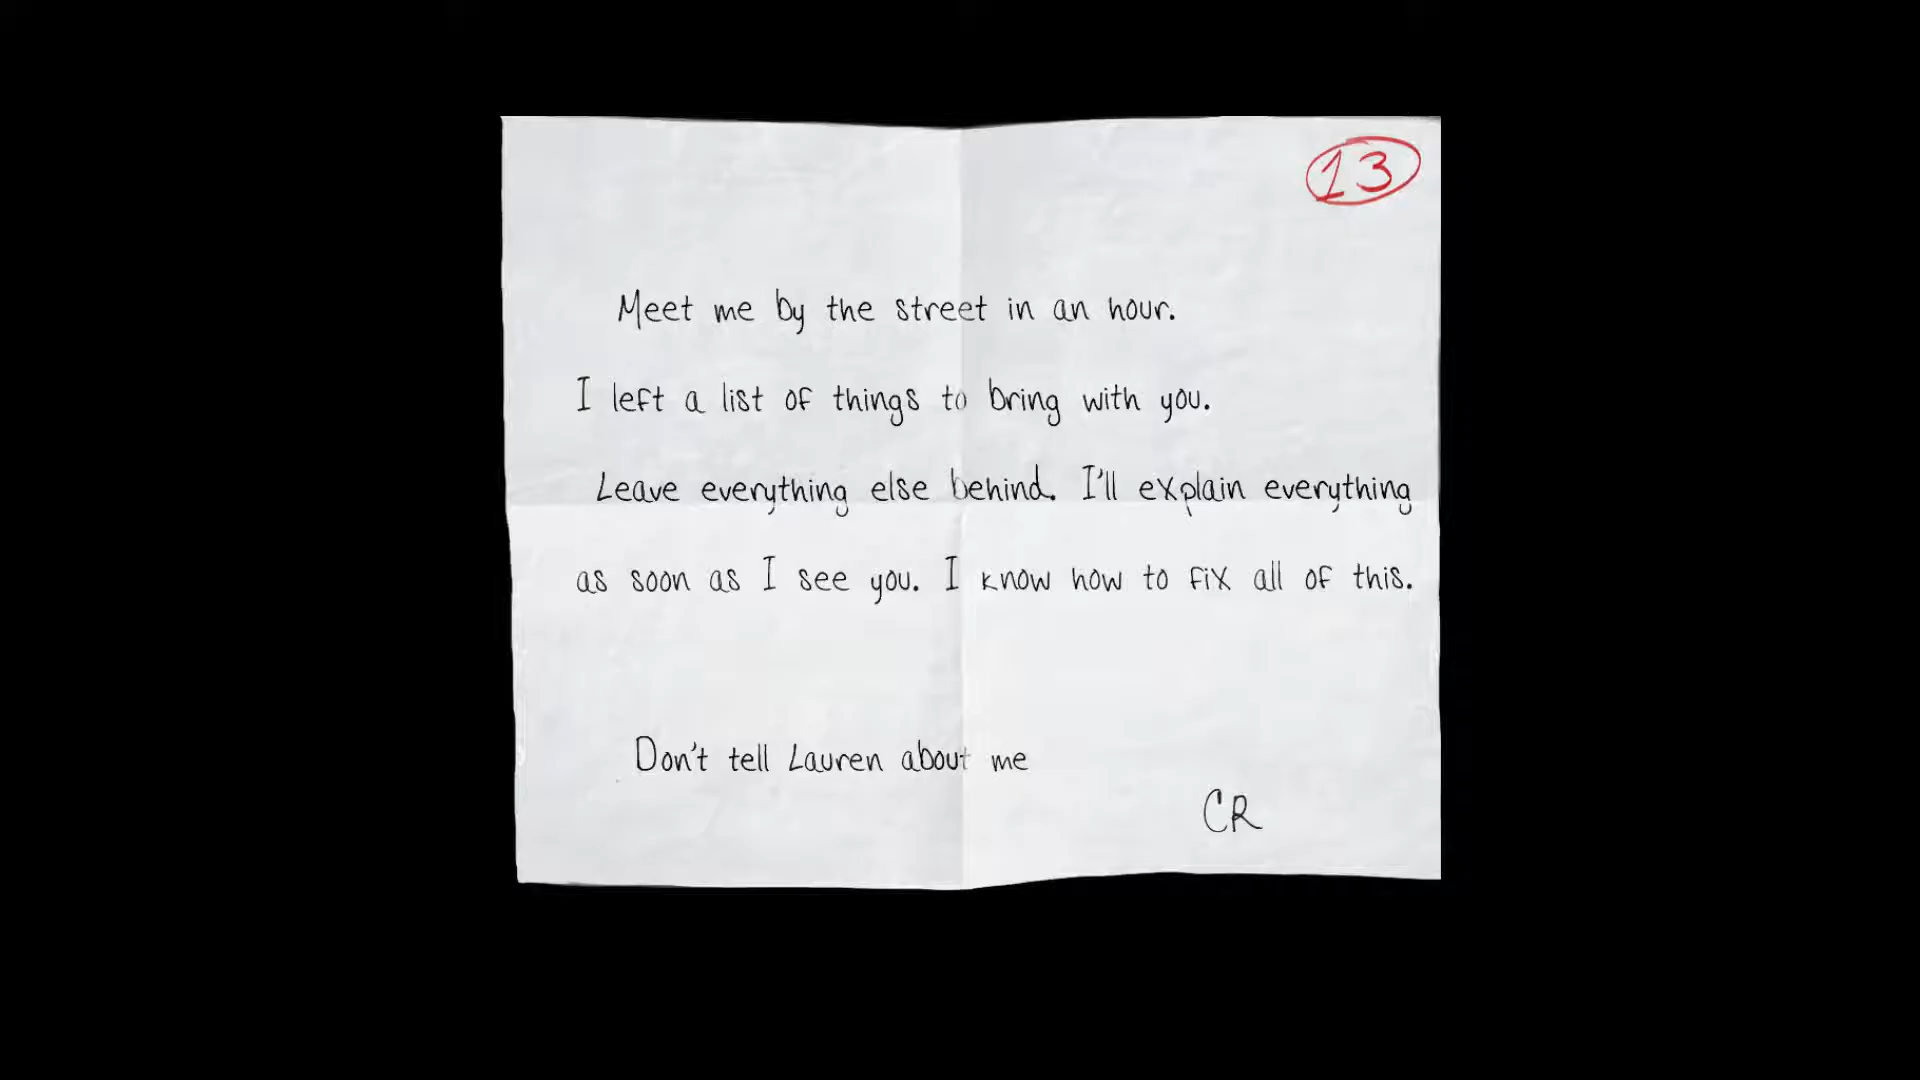 13
Meet me by the street in an hour.
I left a list of things to bring with you.
Leave everything else behind. I'll explain everything
as soon as I see you. I know how to fix all of this.
Don't tell Lauren about me
CR